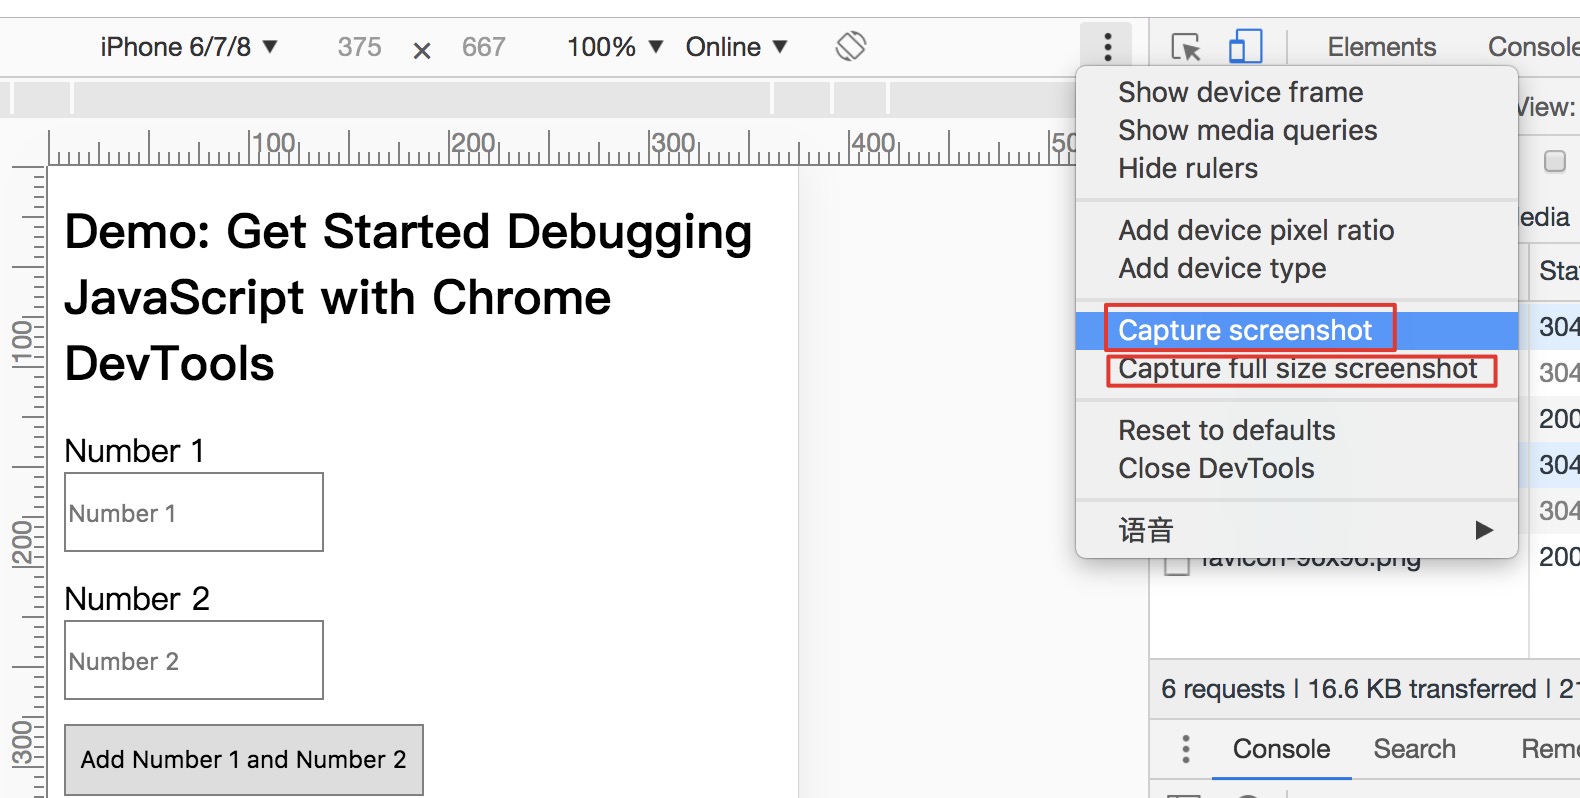 iPhone 6/7/8 ▼ 375 × 667 100% ▼ Online ▼
Elements Console
Show device frame
View:
Show media queries
Hide rulers
100 200 300 400
edia
Add device pixel ratio
Add device type
Demo: Get Started Debugging
JavaScript with Chrome
DevTools
Capture screenshot
304
Capture full size screenshot
304
Reset to defaults
200
Close DevTools
304
语音 ▶
304
favicon-96x96.png
200
100
200
300
Number 1
Number 1
Number 2
Number 2
Add Number 1 and Number 2
6 requests | 16.6 KB transferred | 21
Console Search